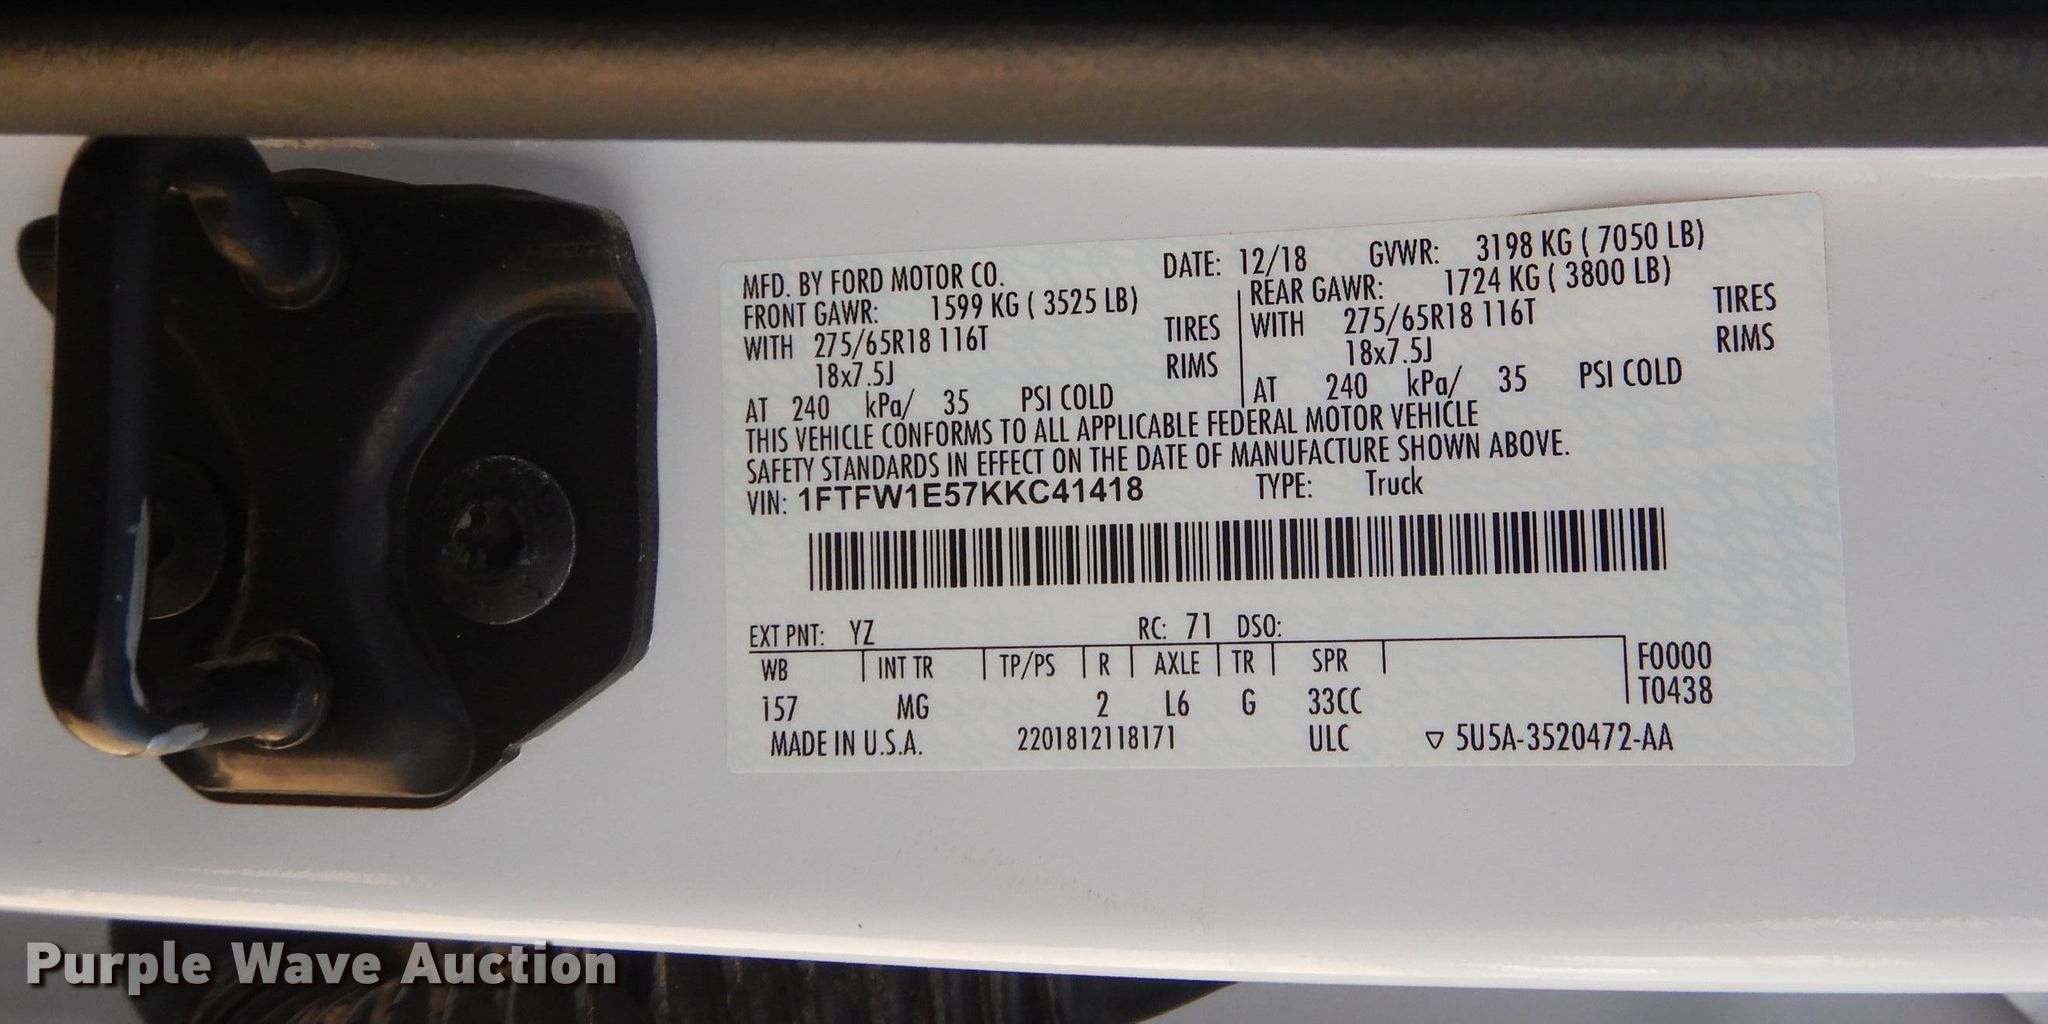 MFD. BY FORD MOTOR CO. DATE: 12/18 GVWR: 3198 KG ( 7050 LB)
FRONT GAWR: 1599 KG ( 3525 LB) REAR GAWR: 1724 KG ( 3800 LB)
WITH 275/65R18 116T TIRES WITH 275/65R18 116T TIRES
18x7.5J RIMS 18x7.5J RIMS
AT 240 kPa/ 35 PSI COLD AT 240 kPa/ 35 PSI COLD
THIS VEHICLE CONFORMS TO ALL APPLICABLE FEDERAL MOTOR VEHICLE
SAFETY STANDARDS IN EFFECT ON THE DATE OF MANUFACTURE SHOWN ABOVE.
VIN: 1FTFW1E57KKC41418 TYPE: Truck
EXT PNT: YZ RC: 71 DSO:
WB INT TR TP/PS R AXLE TR SPR F0000
157 MG 2 L6 G 33CC T0438
MADE IN U.S.A. 2201812118171 ULC ▽ 5U5A-3520472-AA
Purple Wave Auction